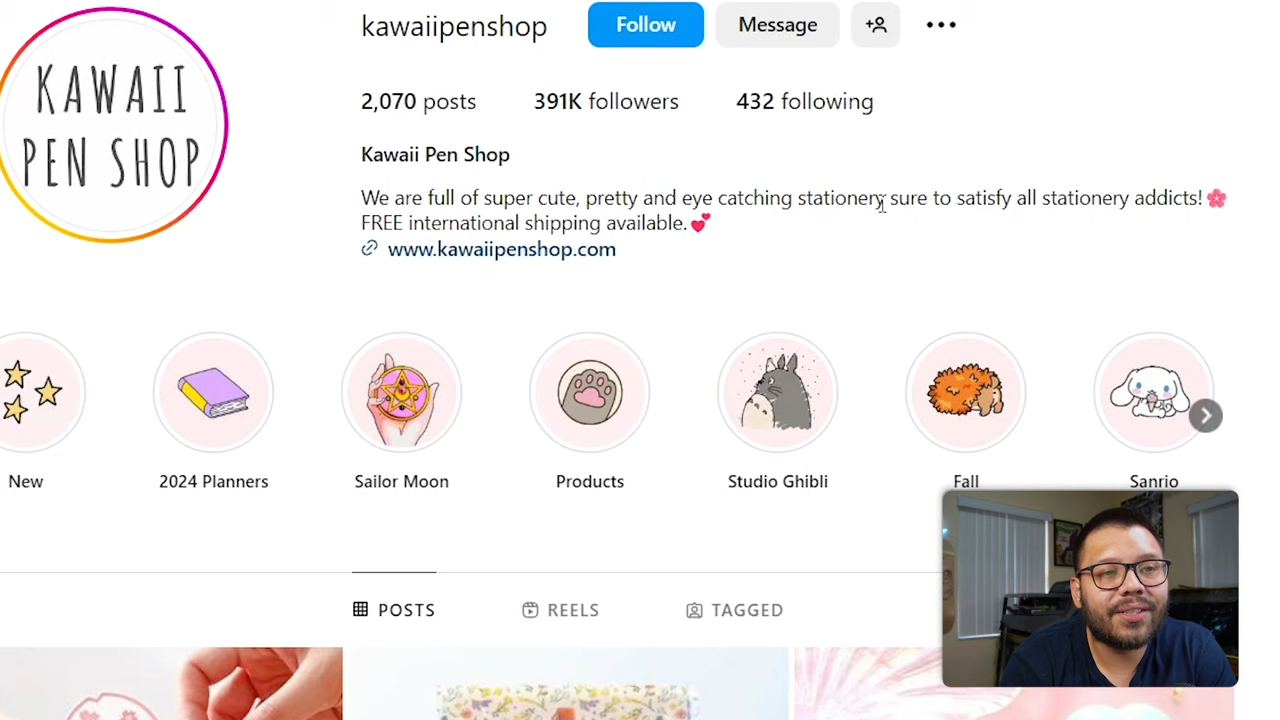 KAWAII
PEN SHOP
kawaiipenshop
Follow
Message
2,070 posts
391K followers
432 following
Kawaii Pen Shop
We are full of super cute, pretty and eye catching stationery sure to satisfy all stationery addicts!🌸
FREE international shipping available.💕
www.kawaiipenshop.com
New
2024 Planners
Sailor Moon
Products
Studio Ghibli
Fall
Sanrio
POSTS
REELS
TAGGED